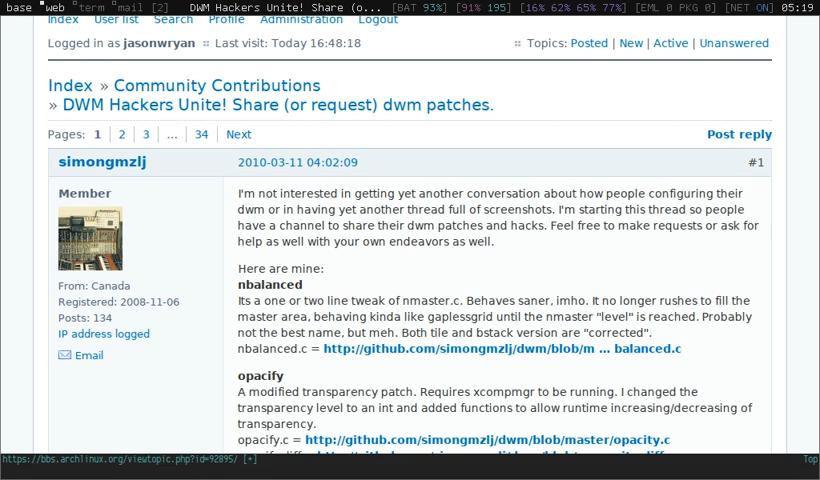 base web term mail [2] DWM Hackers Unite! Share (o... [BAT 93%] [91% 195] [16% 62% 65% 77%] [EML 0 PKG 0] [NET ON] 05:19
Index User list Search Profile Administration Logout
Logged in as jasonwryan Last visit: Today 16:48:18 Topics: Posted | New | Active | Unanswered
Index » Community Contributions
» DWM Hackers Unite! Share (or request) dwm patches.
Pages: 1 2 3 ... 34 Next Post reply
simongmzlj 2010-03-11 04:02:09 #1
Member
From: Canada
Registered: 2008-11-06
Posts: 134
IP address logged
Email
I'm not interested in getting yet another conversation about how people configuring their
dwm or in having yet another thread full of screenshots. I'm starting this thread so people
have a channel to share their dwm patches and hacks. Feel free to make requests or ask for
help as well with your own endeavors as well.
Here are mine:
nbalanced
Its a one or two line tweak of nmaster.c. Behaves saner, imho. It no longer rushes to fill the
master area, behaving kinda like gaplessgrid until the nmaster "level" is reached. Probably
not the best name, but meh. Both tile and bstack version are "corrected".
nbalanced.c = http://github.com/simongmzlj/dwm/blob/m ... balanced.c
opacify
A modified transparency patch. Requires xcompmgr to be running. I changed the
transparency level to an int and added functions to allow runtime increasing/decreasing of
transparency.
opacify.c = http://github.com/simongmzlj/dwm/blob/master/opacity.c
https://bbs.archlinux.org/viewtopic.php?id=92895/ [+] Top